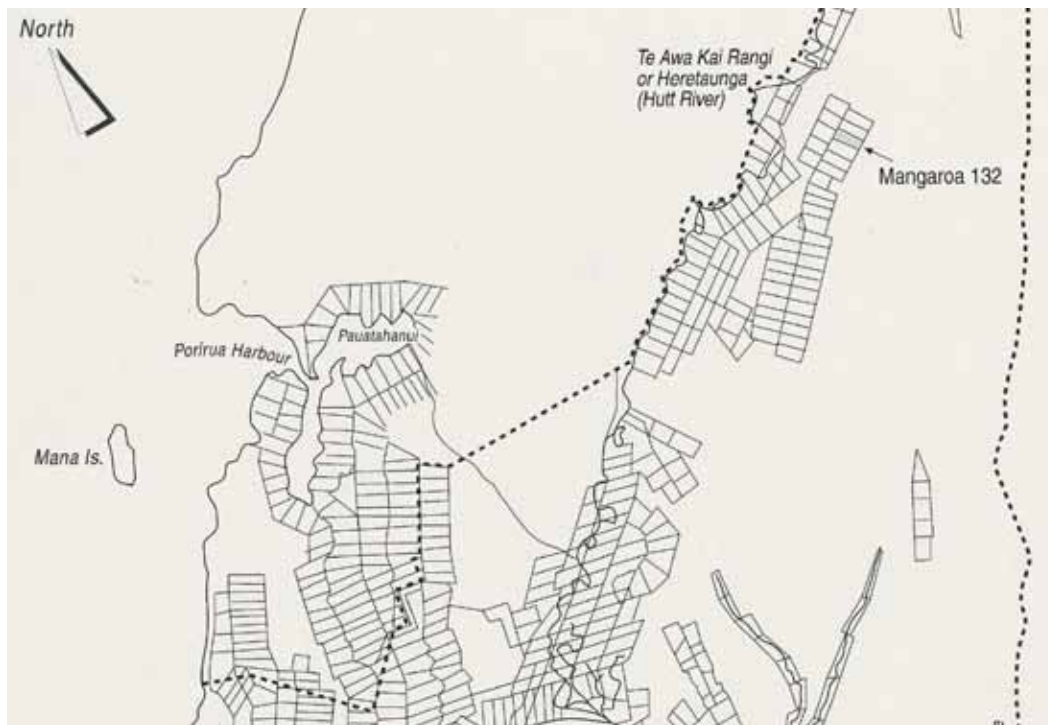 North
Te Awa Kai Rangi
or Heretaunga
(Hutt River)
Mangaroa 132
Pauatahanui
Porirua Harbour
Mana Is.